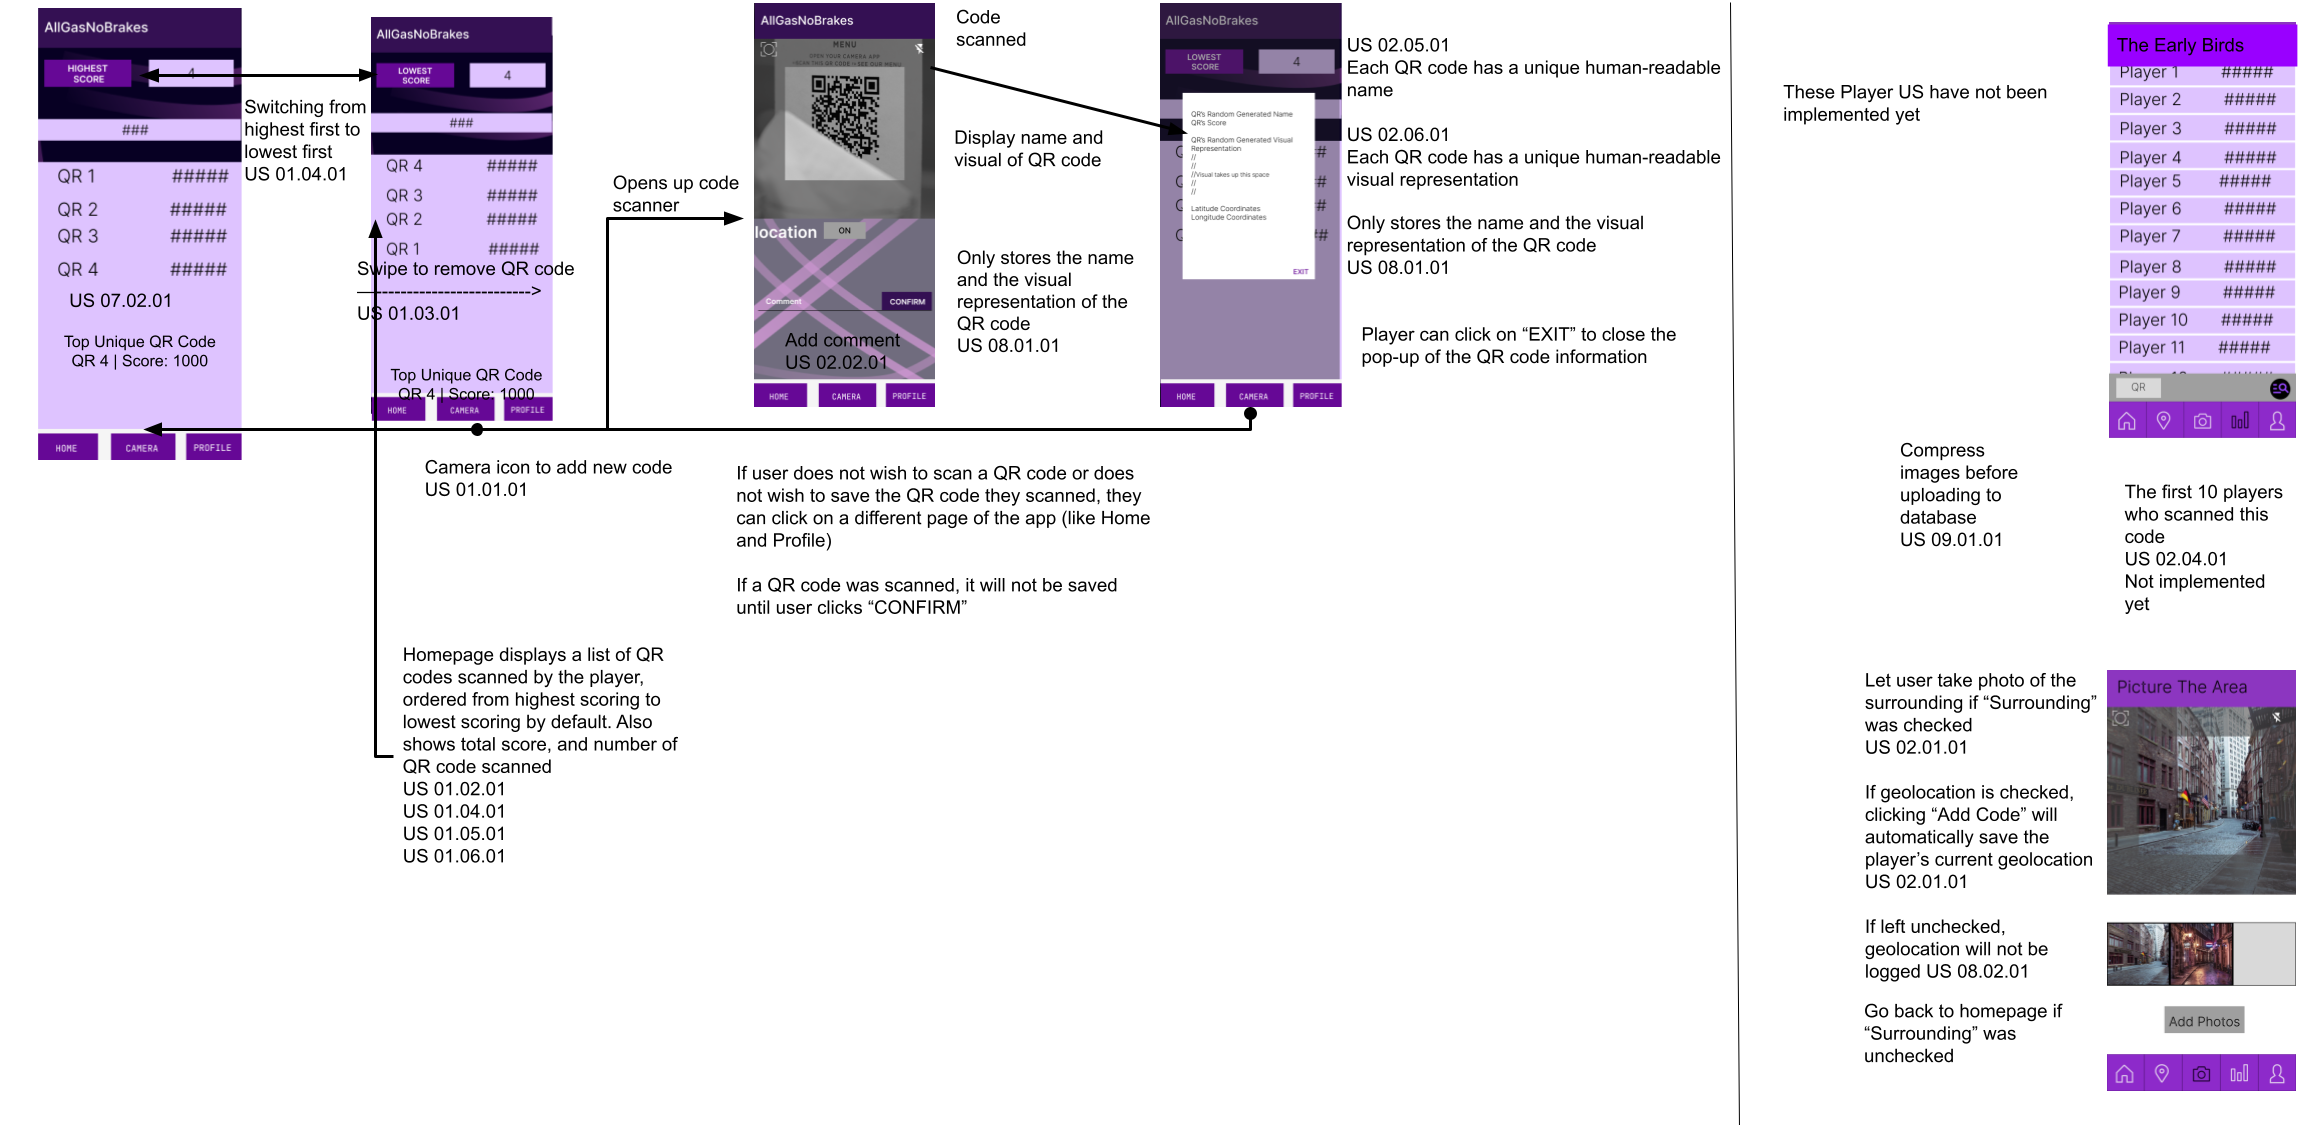 AllGasNoBrakes
HIGHEST
SCORE
4
###
QR 1 #####
QR 2 #####
QR 3 #####
QR 4 #####
US 07.02.01
Top Unique QR Code
QR 4 | Score: 1000
HOME CAMERA PROFILE
Switching from
highest first to
lowest first
US 01.04.01
AllGasNoBrakes
LOWEST
SCORE
4
###
QR 4 #####
QR 3 #####
QR 2 #####
QR 1 #####
Swipe to remove QR code
--------------------------->
US 01.03.01
Top Unique QR Code
QR 4 | Score: 1000
HOME CAMERA PROFILE
Camera icon to add new code
US 01.01.01
Homepage displays a list of QR
codes scanned by the player,
ordered from highest scoring to
lowest scoring by default. Also
shows total score, and number of
QR code scanned
US 01.02.01
US 01.04.01
US 01.05.01
US 01.06.01
Opens up code
scanner
AllGasNoBrakes
MENU
OPEN YOUR CAMERA APP
location ON
Comment CONFIRM
Add comment
US 02.02.01
HOME CAMERA PROFILE
Code
scanned
Display name and
visual of QR code
Only stores the name
and the visual
representation of the
QR code
US 08.01.01
If user does not wish to scan a QR code or does
not wish to save the QR code they scanned, they
can click on a different page of the app (like Home
and Profile)
If a QR code was scanned, it will not be saved
until user clicks “CONFIRM”
AllGasNoBrakes
LOWEST
SCORE
4
QR's Random Generated Name
QR's Score
QR's Random Generated Visual
Representation
//
//
//Visual takes up this space
//
//
Latitude Coordinates
Longitude Coordinates
EXIT
HOME CAMERA PROFILE
US 02.05.01
Each QR code has a unique human-readable
name
US 02.06.01
Each QR code has a unique human-readable
visual representation
Only stores the name and the visual
representation of the QR code
US 08.01.01
Player can click on “EXIT” to close the
pop-up of the QR code information
These Player US have not been
implemented yet
The Early Birds
Player 1 #####
Player 2 #####
Player 3 #####
Player 4 #####
Player 5 #####
Player 6 #####
Player 7 #####
Player 8 #####
Player 9 #####
Player 10 #####
Player 11 #####
QR
Compress
images before
uploading to
database
US 09.01.01
The first 10 players
who scanned this
code
US 02.04.01
Not implemented
yet
Let user take photo of the
surrounding if “Surrounding”
was checked
US 02.01.01
If geolocation is checked,
clicking “Add Code” will
automatically save the
player’s current geolocation
US 02.01.01
If left unchecked,
geolocation will not be
logged US 08.02.01
Go back to homepage if
“Surrounding” was
unchecked
Picture The Area
Add Photos